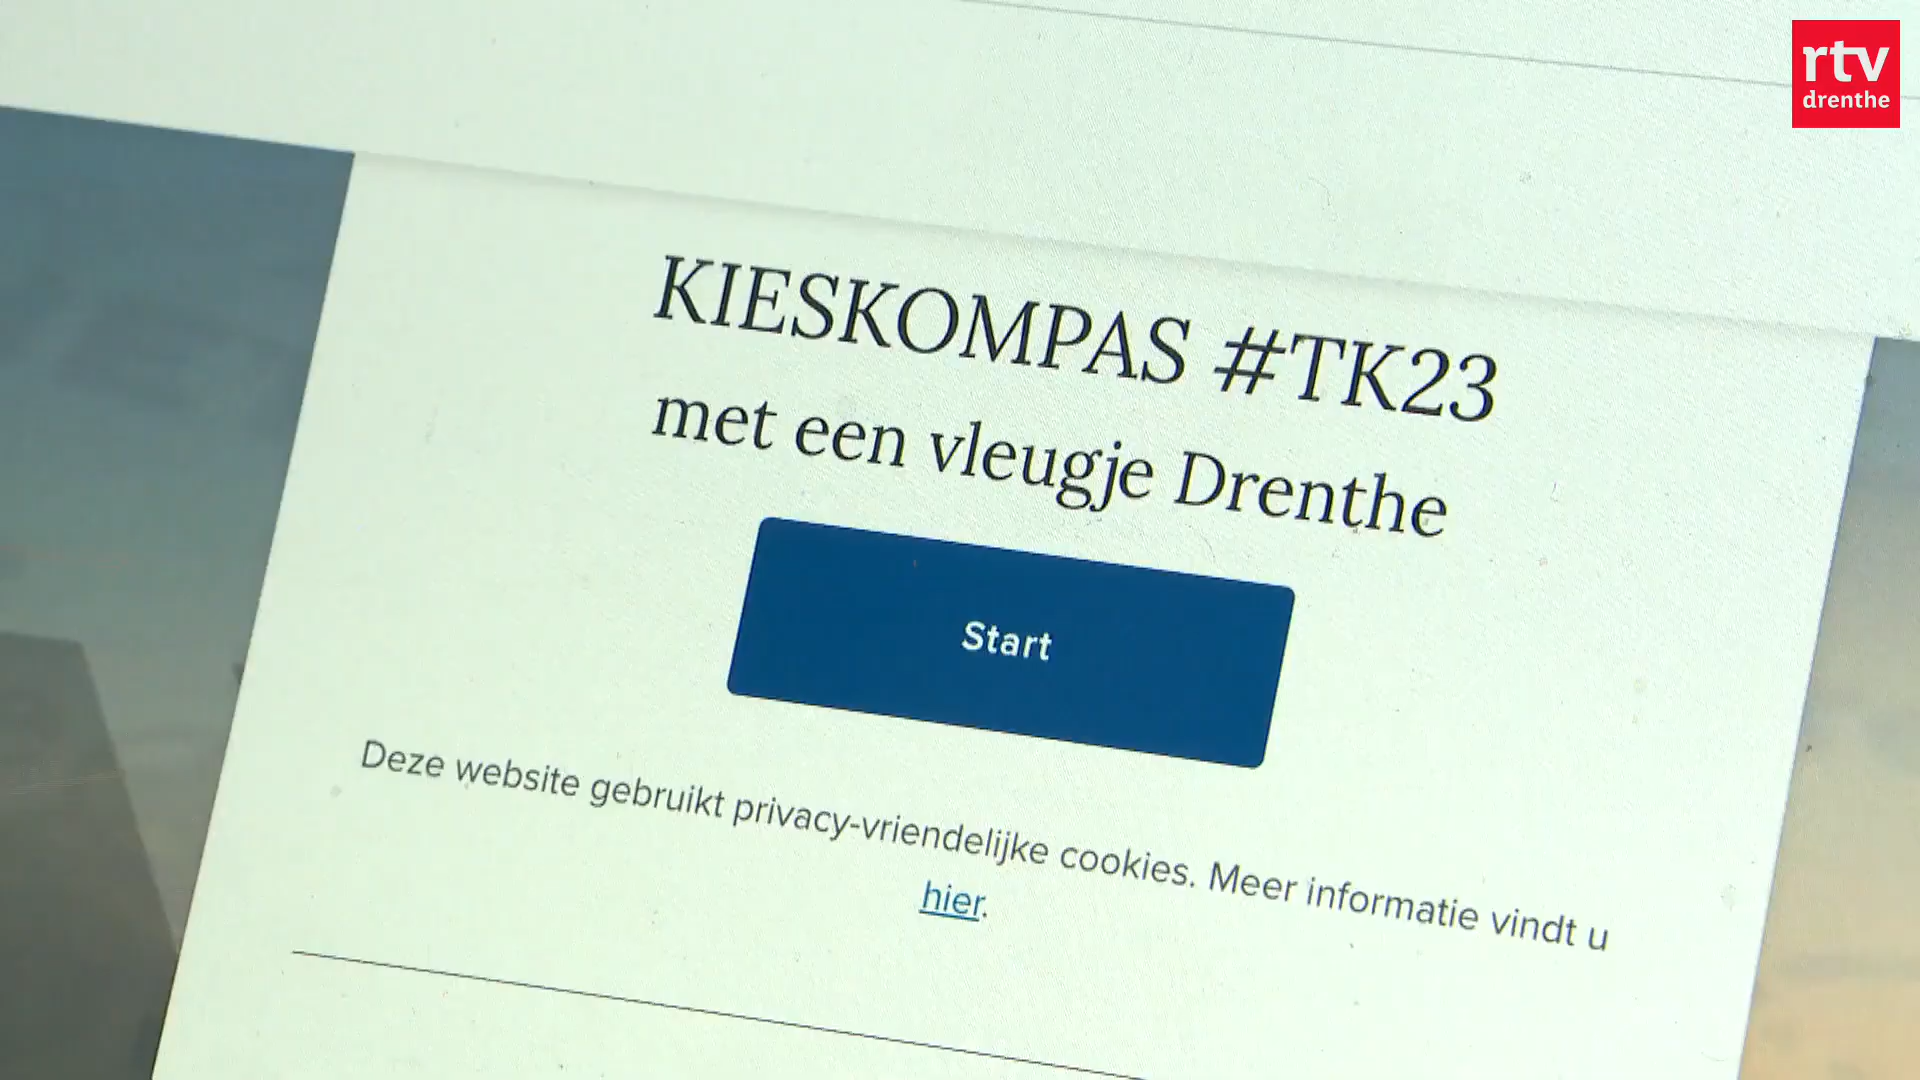 rtv
drenthe
KIESKOMPAS #TK23
met een vleugje Drenthe
Start
Deze website gebruikt privacy-vriendelijke cookies. Meer informatie vindt u
hier.